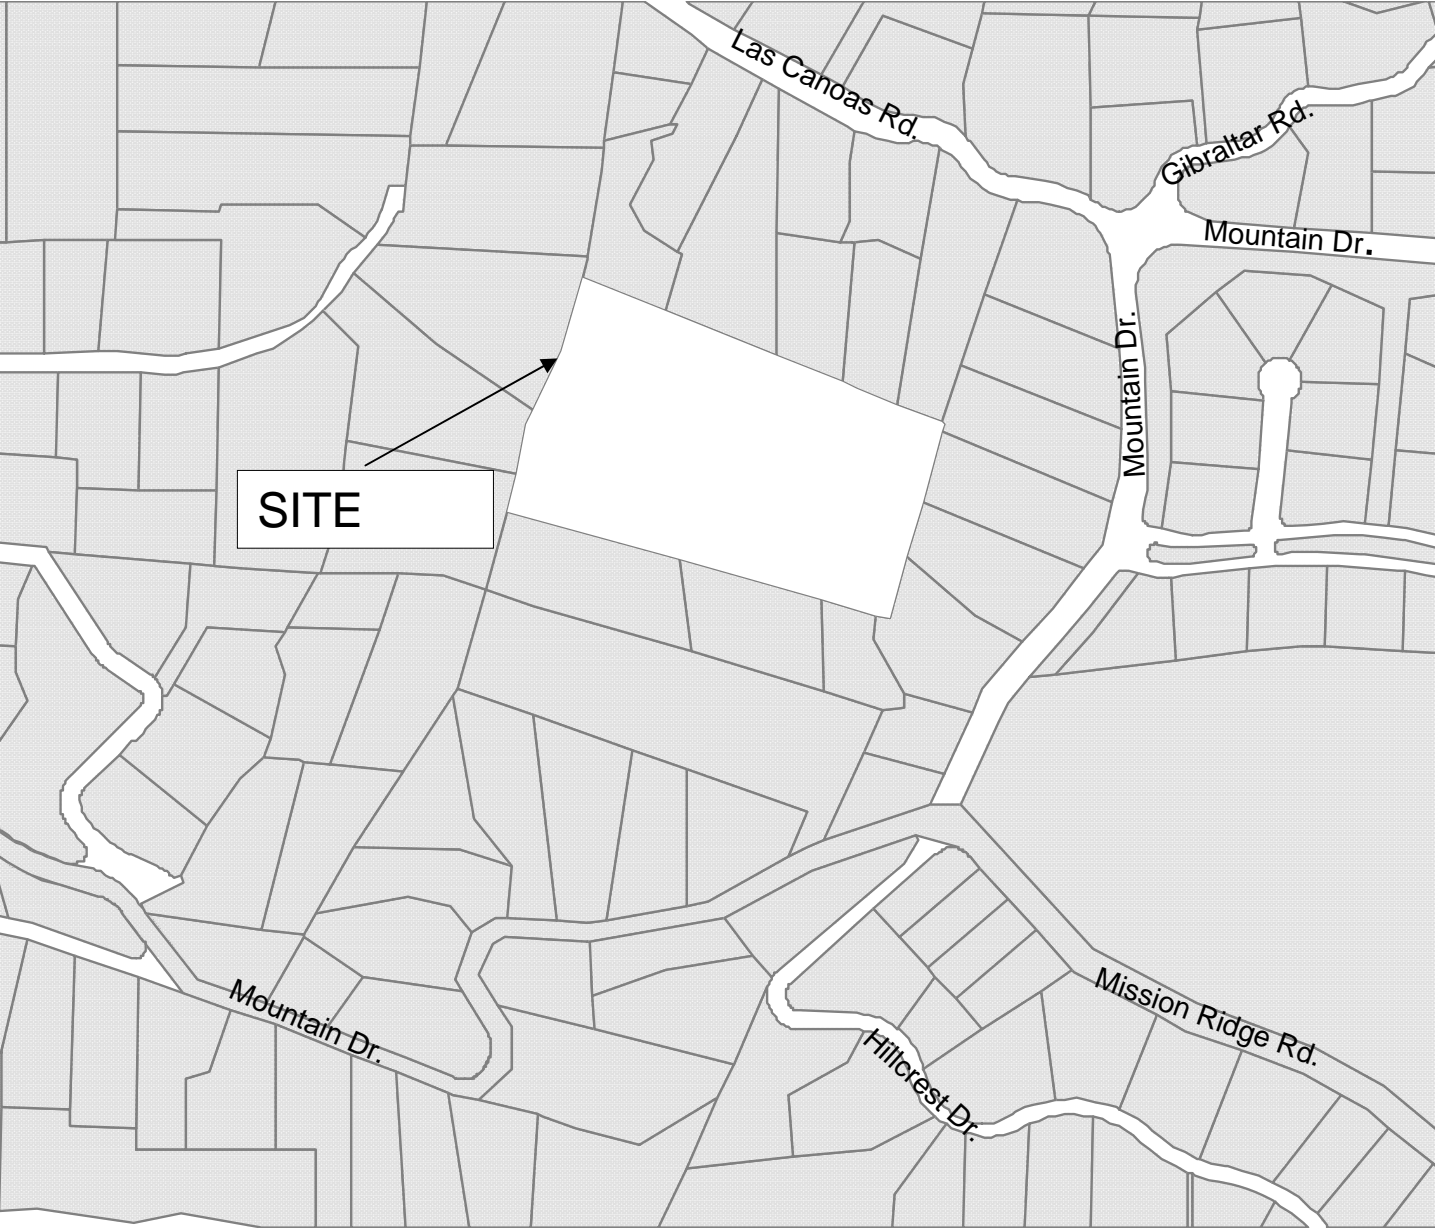 Las Canoas Rd.
Gibraltar Rd.
Mountain Dr.
Mountain Dr.
SITE
Mountain Dr.
Mission Ridge Rd.
Hillcrest Dr.